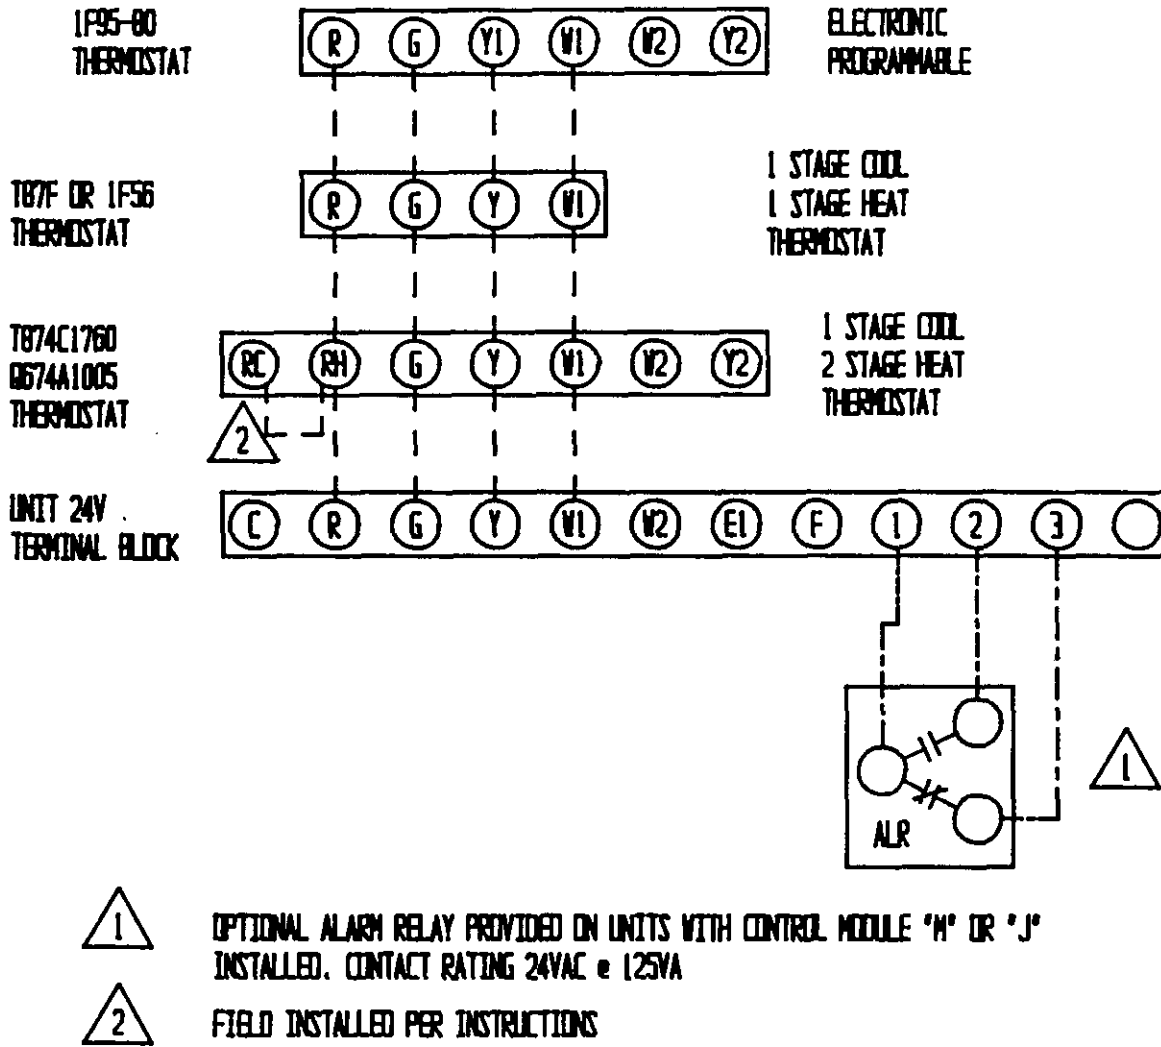 1F95-80
THERMOSTAT
R G Y1 W1 W2 Y2
ELECTRONIC
PROGRAMMABLE
T87F OR 1F56
THERMOSTAT
R G Y W1
1 STAGE COOL
1 STAGE HEAT
THERMOSTAT
T874C1760
Q674A1005
THERMOSTAT
RC RH G Y W1 W2 Y2
1 STAGE COOL
2 STAGE HEAT
THERMOSTAT
2
UNIT 24V
TERMINAL BLOCK
C R G Y W1 W2 E1 F 1 2 3
ALR
1
1 OPTIONAL ALARM RELAY PROVIDED ON UNITS WITH CONTROL MODULE "M" OR "J"
INSTALLED. CONTACT RATING 24VAC @ 125VA
2 FIELD INSTALLED PER INSTRUCTIONS